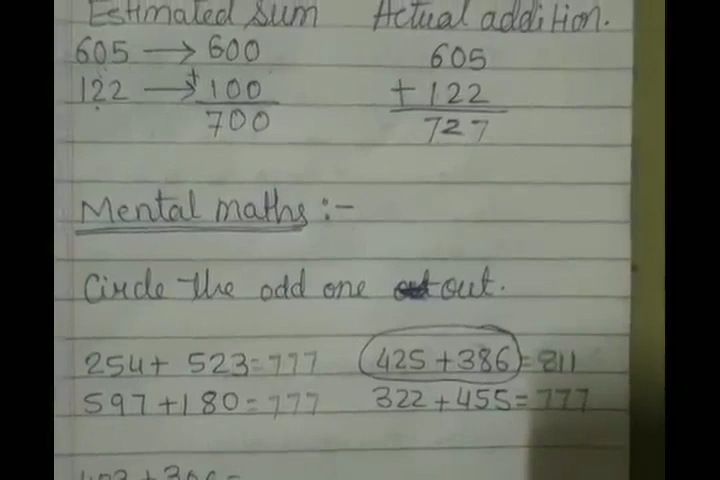 Estimated Sum Actual addition.
605 → 600 605
122 → +100 +122
700 727
Mental maths :-
Circle the odd one out.
254+ 523=777 425+386=811
597+180=777 322+455=777